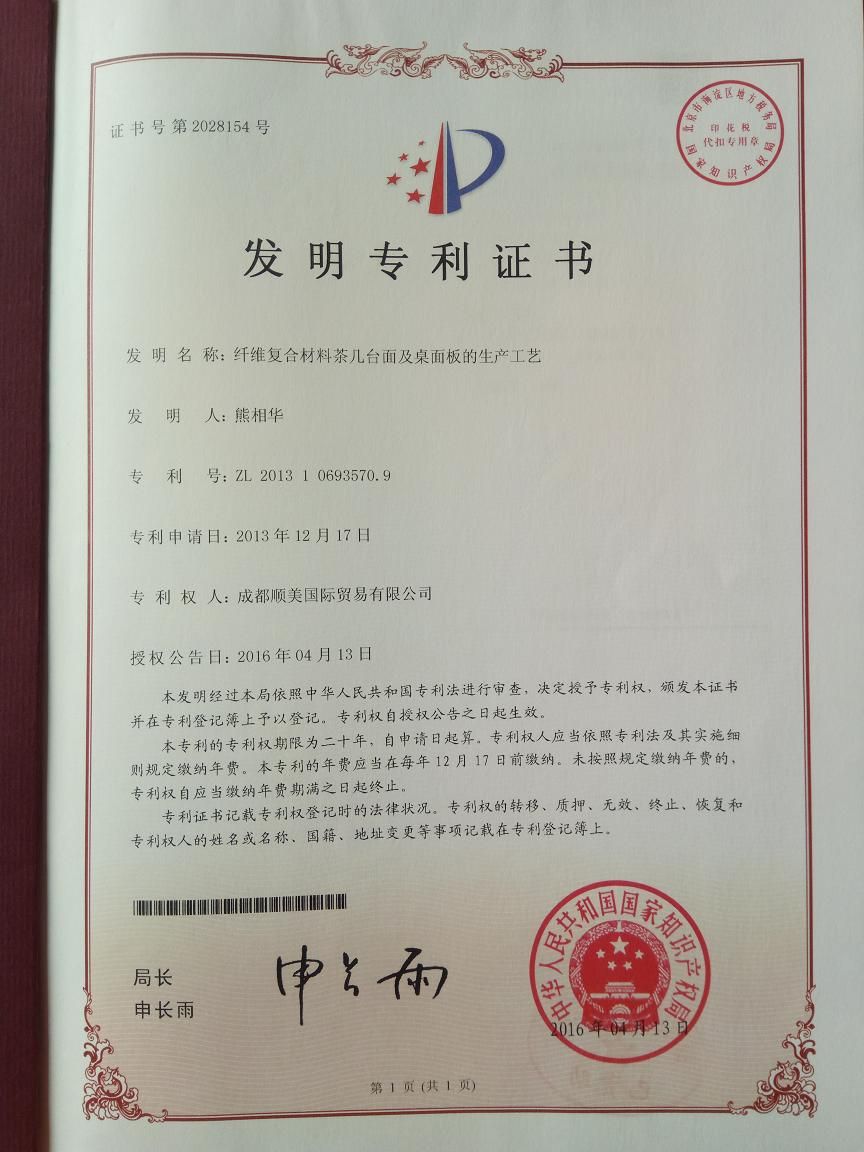 证书号第2028154号
北京市海淀区地方税务局
印花税
代扣专用章
国家知识产权局
发明专利证书
发明名称：纤维复合材料茶几台面及桌面板的生产工艺
发明人：熊相华
专利号：ZL 2013 1 0693570.9
专利申请日：2013年12月17日
专利权人：成都顺美国际贸易有限公司
授权公告日：2016年04月13日
本发明经过本局依照中华人民共和国专利法进行审查，决定授予专利权，颁发本证书
并在专利登记簿上予以登记。专利权自授权公告之日起生效。
本专利的专利权期限为二十年，自申请日起算。专利权人应当依照专利法及其实施细
则规定缴纳年费。本专利的年费应当在每年12月17日前缴纳。未按照规定缴纳年费的，
专利权自应当缴纳年费期满之日起终止。
专利证书记载专利权登记时的法律状况。专利权的转移、质押、无效、终止、恢复和
专利权人的姓名或名称、国籍、地址变更等事项记载在专利登记簿上。
局长
申长雨
申长雨
中华人民共和国国家知识产权局
2016年04月13日
第1页(共1页)